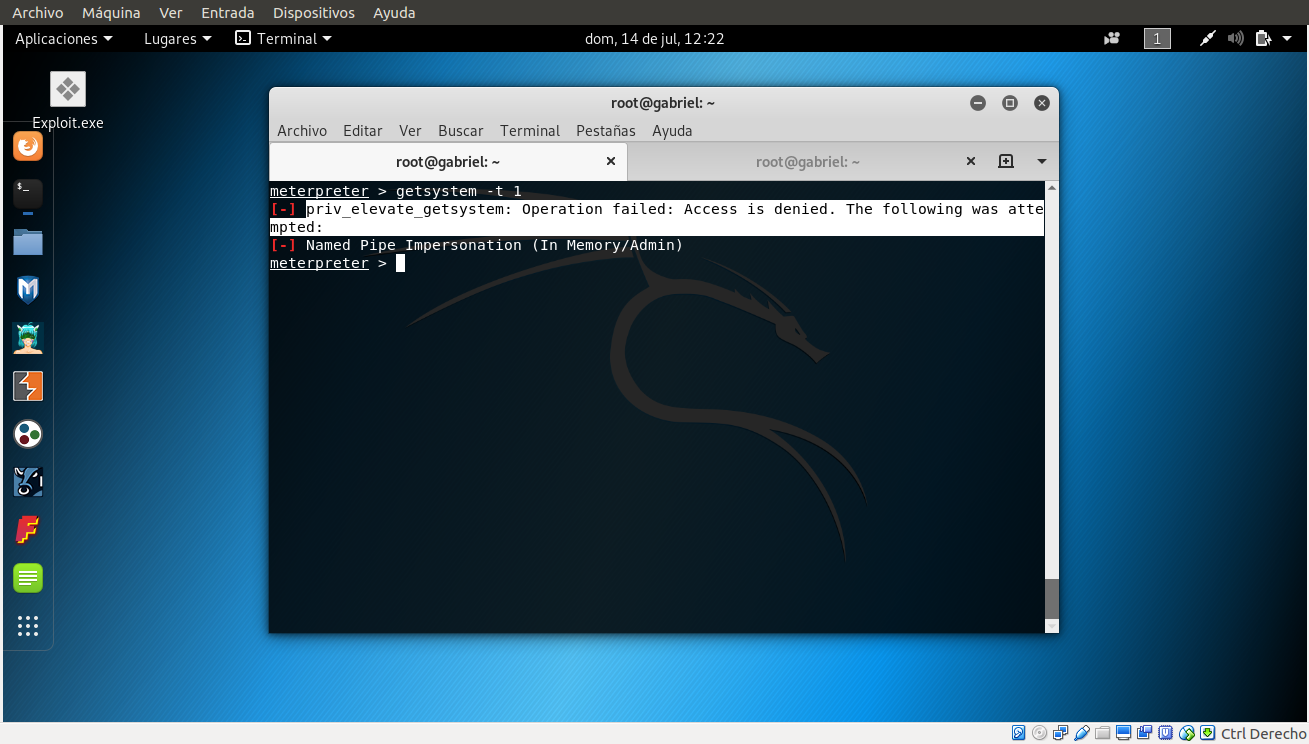 Archivo Máquina Ver Entrada Dispositivos Ayuda
Aplicaciones Lugares Terminal dom, 14 de jul, 12:22 1
Exploit.exe
root@gabriel: ~
Archivo Editar Ver Buscar Terminal Pestañas Ayuda
root@gabriel: ~ root@gabriel: ~
meterpreter > getsystem -t 1
[-] priv_elevate_getsystem: Operation failed: Access is denied. The following was atte
mpted:
[-] Named Pipe Impersonation (In Memory/Admin)
meterpreter >
Ctrl Derecho